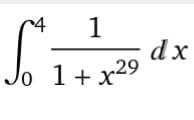 ∫₀⁴ 1/(1 + x²⁹) dx